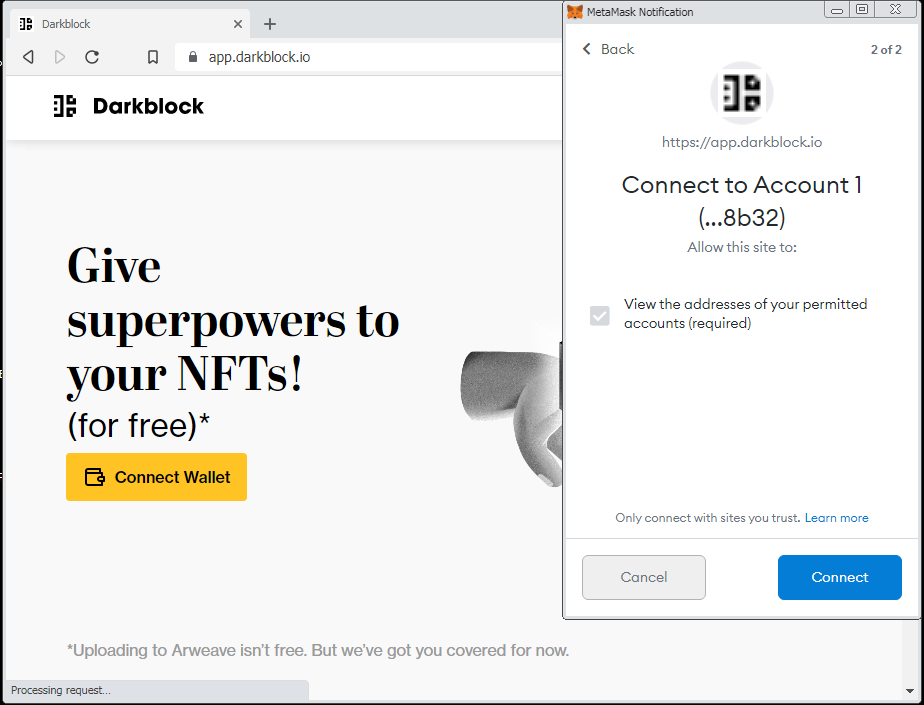 Darkblock
app.darkblock.io
Darkblock
Give
superpowers to
your NFTs!
(for free)*
Connect Wallet
*Uploading to Arweave isn't free. But we've got you covered for now.
Processing request...
MetaMask Notification
Back
2 of 2
https://app.darkblock.io
Connect to Account 1
(...8b32)
Allow this site to:
View the addresses of your permitted
accounts (required)
Only connect with sites you trust. Learn more
Cancel
Connect